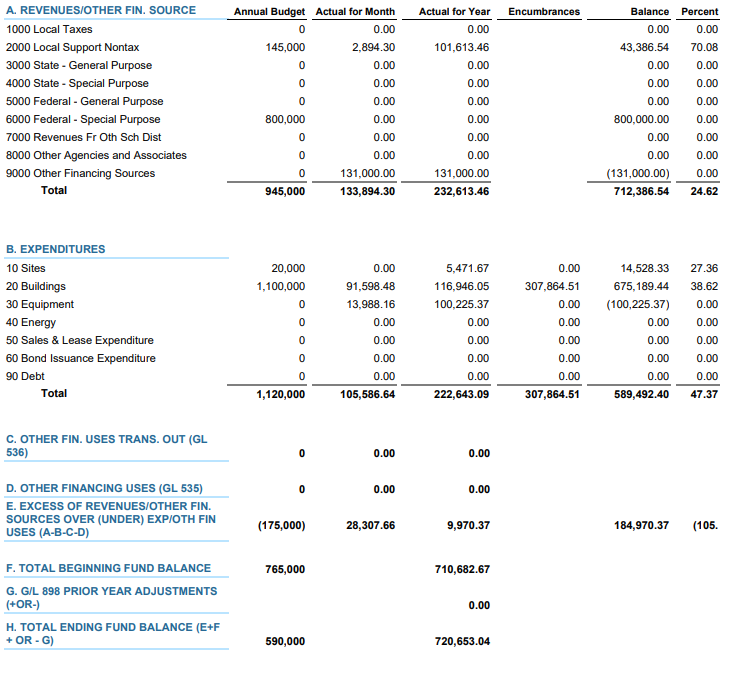 A. REVENUES/OTHER FIN. SOURCE Annual Budget Actual for Month Actual for Year Encumbrances Balance Percent
1000 Local Taxes 0 0.00 0.00 0.00 0.00
2000 Local Support Nontax 145,000 2,894.30 101,613.46 43,386.54 70.08
3000 State - General Purpose 0 0.00 0.00 0.00 0.00
4000 State - Special Purpose 0 0.00 0.00 0.00 0.00
5000 Federal - General Purpose 0 0.00 0.00 0.00 0.00
6000 Federal - Special Purpose 800,000 0.00 0.00 800,000.00 0.00
7000 Revenues Fr Oth Sch Dist 0 0.00 0.00 0.00 0.00
8000 Other Agencies and Associates 0 0.00 0.00 0.00 0.00
9000 Other Financing Sources 0 131,000.00 131,000.00 (131,000.00) 0.00
Total 945,000 133,894.30 232,613.46 712,386.54 24.62
B. EXPENDITURES
10 Sites 20,000 0.00 5,471.67 0.00 14,528.33 27.36
20 Buildings 1,100,000 91,598.48 116,946.05 307,864.51 675,189.44 38.62
30 Equipment 0 13,988.16 100,225.37 0.00 (100,225.37) 0.00
40 Energy 0 0.00 0.00 0.00 0.00 0.00
50 Sales & Lease Expenditure 0 0.00 0.00 0.00 0.00 0.00
60 Bond Issuance Expenditure 0 0.00 0.00 0.00 0.00 0.00
90 Debt 0 0.00 0.00 0.00 0.00 0.00
Total 1,120,000 105,586.64 222,643.09 307,864.51 589,492.40 47.37
C. OTHER FIN. USES TRANS. OUT (GL
536) 0 0.00 0.00
D. OTHER FINANCING USES (GL 535) 0 0.00 0.00
E. EXCESS OF REVENUES/OTHER FIN.
SOURCES OVER (UNDER) EXP/OTH FIN
USES (A-B-C-D) (175,000) 28,307.66 9,970.37 184,970.37 (105.
F. TOTAL BEGINNING FUND BALANCE 765,000 710,682.67
G. G/L 898 PRIOR YEAR ADJUSTMENTS
(+OR-) 0.00
H. TOTAL ENDING FUND BALANCE (E+F
+ OR - G) 590,000 720,653.04